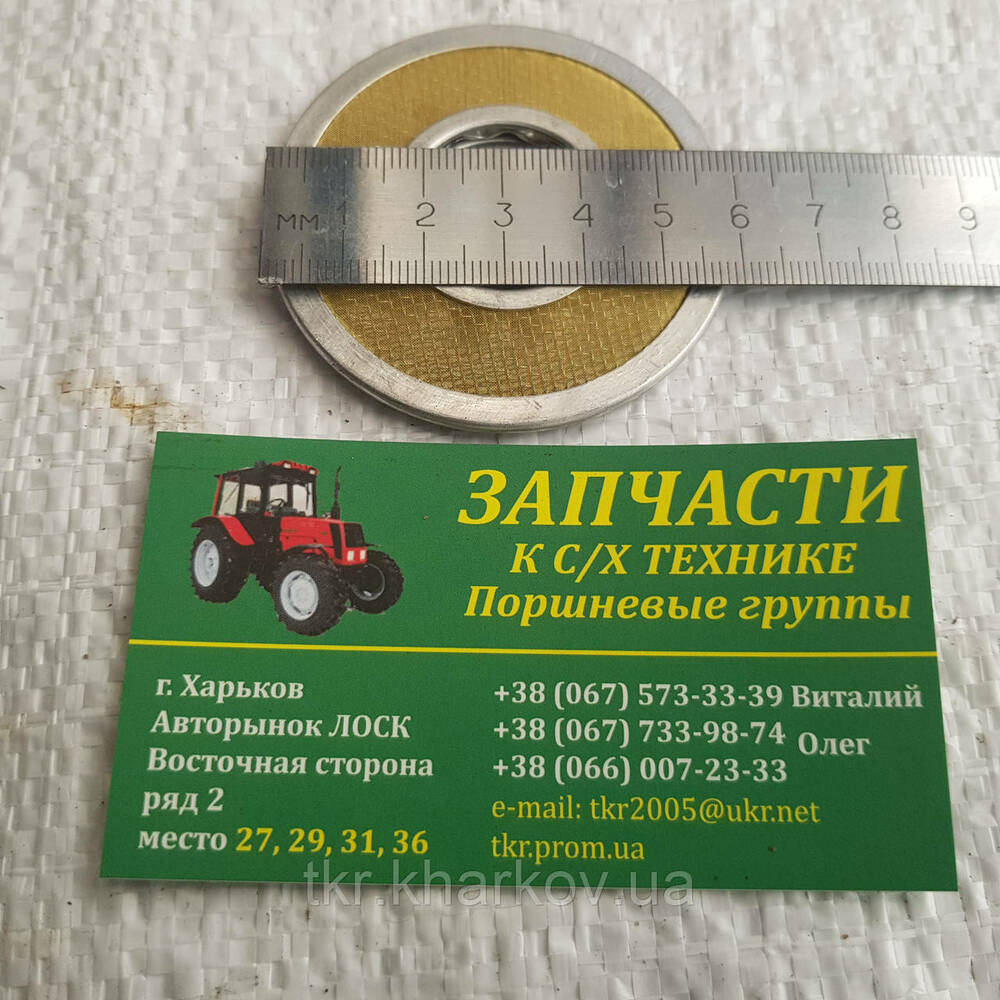 мм 1 2 3 4 5 6 7 8 9
ЗАПЧАСТИ
К С/Х ТЕХНИКЕ
Поршневые группы
г. Харьков
Авторынок ЛОСК
Восточная сторона
ряд 2
место 27, 29, 31, 36
+38 (067) 573-33-39 Виталий
+38 (067) 733-98-74
Олег
+38 (066) 007-23-33
e-mail: tkr2005@ukr.net
tkr.prom.ua
tkr.kharkov.ua